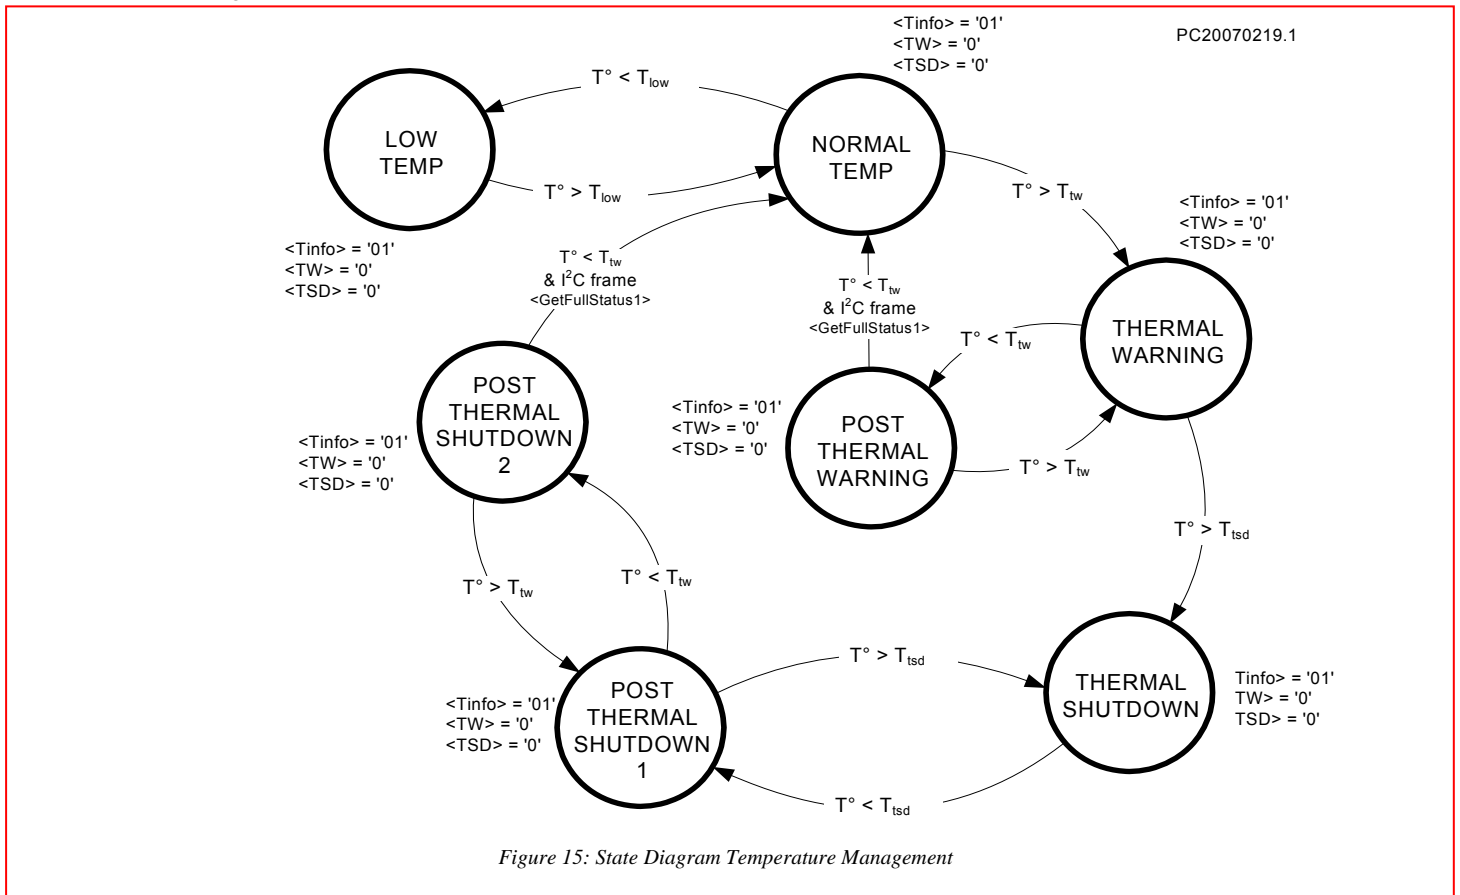 <Tinfo> = '01'
<TW> = '0'
<TSD> = '0'
PC20070219.1
T° < Tlow
LOW
TEMP
NORMAL
TEMP
T° > Tlow
T° > Ttw
<Tinfo> = '01'
<TW> = '0'
<TSD> = '0'
<Tinfo> = '01'
<TW> = '0'
<TSD> = '0'
T° < Ttw
& I2C frame
<GetFullStatus1>
T° < Ttw
& I2C frame
<GetFullStatus1>
THERMAL
WARNING
T° < Ttw
POST
THERMAL
SHUTDOWN
2
<Tinfo> = '01'
<TW> = '0'
<TSD> = '0'
<Tinfo> = '01'
<TW> = '0'
<TSD> = '0'
POST
THERMAL
WARNING
T° > Ttw
T° > Ttsd
T° > Ttw
T° < Ttw
T° > Ttsd
<Tinfo> = '01'
<TW> = '0'
<TSD> = '0'
POST
THERMAL
SHUTDOWN
1
THERMAL
SHUTDOWN
Tinfo> = '01'
TW> = '0'
TSD> = '0'
T° < Ttsd
Figure 15: State Diagram Temperature Management